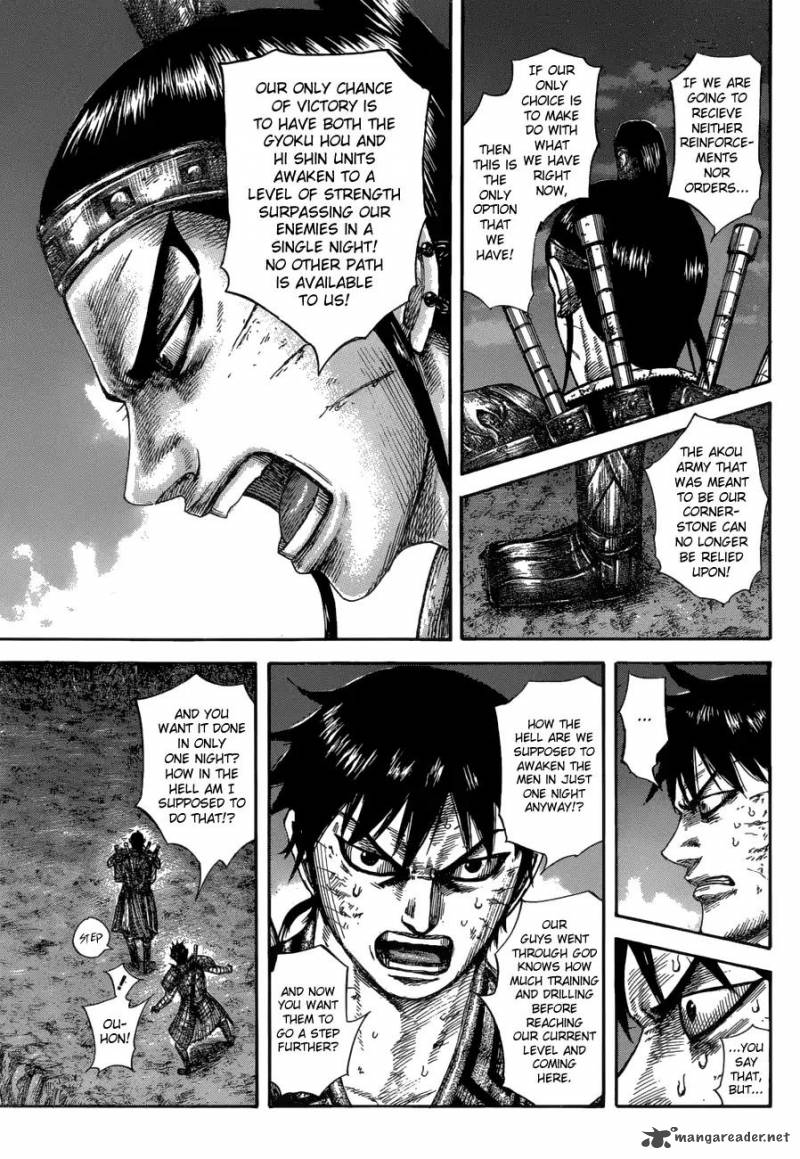 IF WE ARE
GOING TO
RECIEVE
NEITHER
REINFORCE-
MENTS
NOR
ORDERS...
IF OUR
ONLY
CHOICE IS
TO MAKE
DO WITH
WHAT
WE HAVE
RIGHT
NOW,
THEN
THIS IS
THE ONLY
OPTION
THAT WE
HAVE!
THE AKOU
ARMY THAT
WAS MEANT
TO BE OUR
CORNER-
STONE CAN
NO LONGER
BE RELIED
UPON!
OUR ONLY CHANCE
OF VICTORY IS
TO HAVE BOTH THE
GYOKU HOU AND
HI SHIN UNITS
AWAKEN TO A
LEVEL OF STRENGTH
SURPASSING OUR
ENEMIES IN A
SINGLE NIGHT!
NO OTHER PATH
IS AVAILABLE
TO US!
...
...YOU
SAY
THAT,
BUT...
HOW THE
HELL ARE WE
SUPPOSED TO
AWAKEN THE
MEN IN JUST
ONE NIGHT
ANYWAY!?
OUR
GUYS WENT
THROUGH GOD
KNOWS HOW
MUCH TRAINING
AND DRILLING
BEFORE
REACHING
OUR CURRENT
LEVEL AND
COMING
HERE.
AND NOW
YOU WANT
THEM TO
GO A STEP
FURTHER?
AND YOU
WANT IT DONE
IN ONLY
ONE NIGHT?
HOW IN THE
HELL AM I
SUPPOSED TO
DO THAT!?
STEP
!
OU-
HON!
mangareader.net